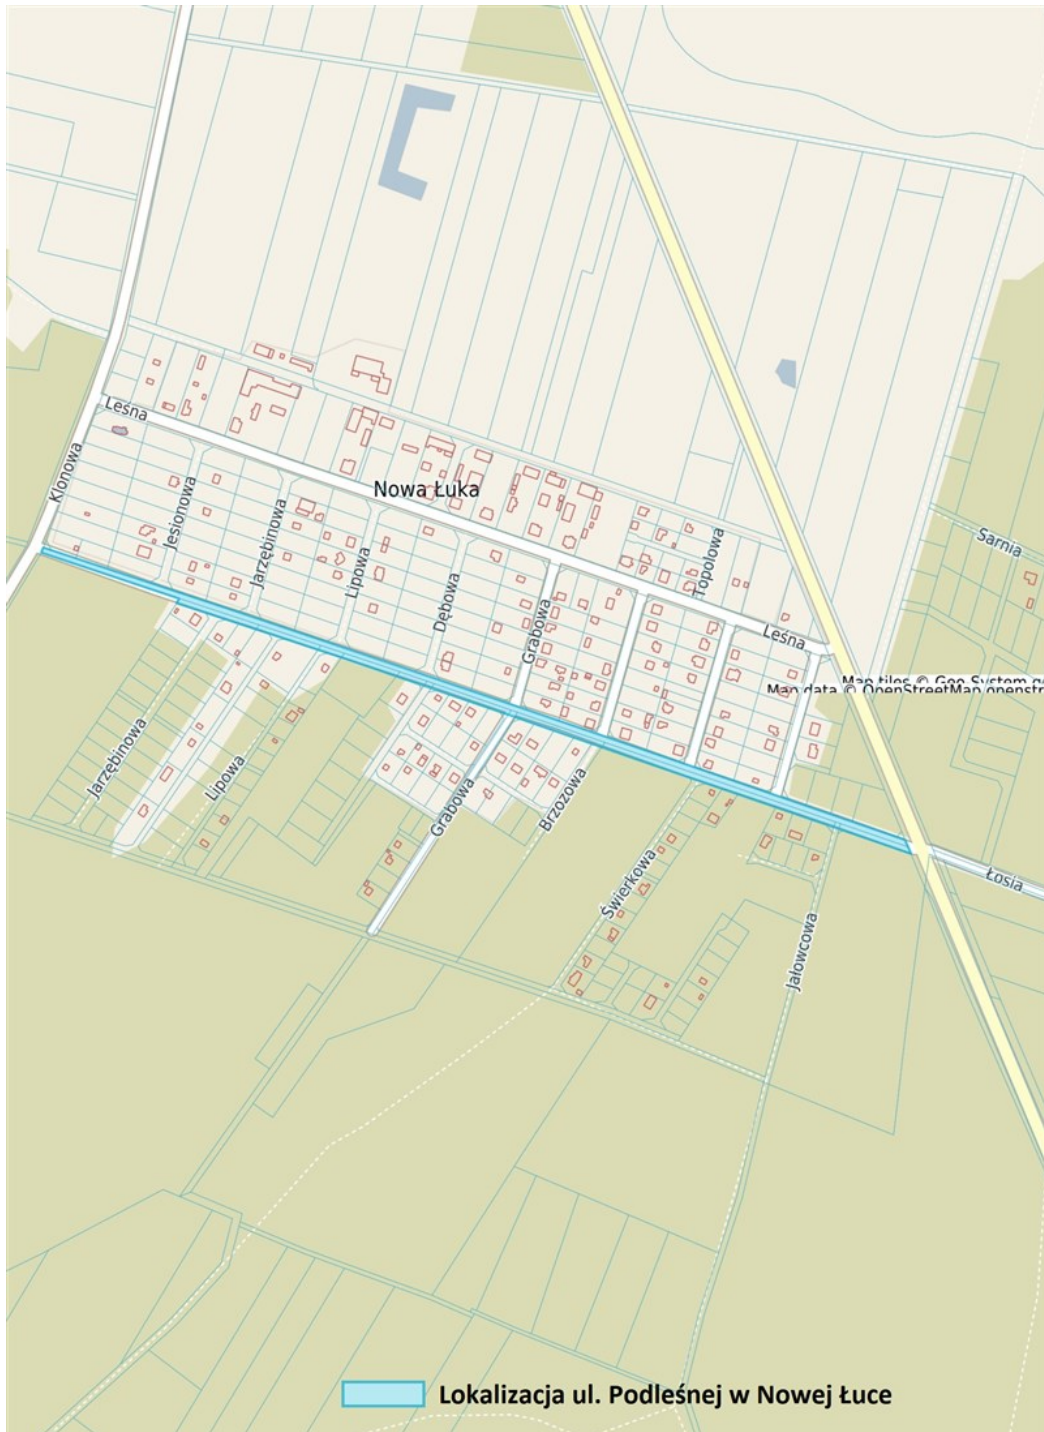 Leśna
Klonowa
Nowa Łuka
Jesionowa
Jarzębinowa
Lipowa
Topolowa
Sarnia
Dębowa
Grabowa
Leśna
Map tiles © Geo-System
Map data © OpenStreetMap openstr
Jarzębinowa
Lipowa
Grabowa
Brzozowa
Świerkowa
Łosia
Jałowcowa
Lokalizacja ul. Podleśnej w Nowej Łuce